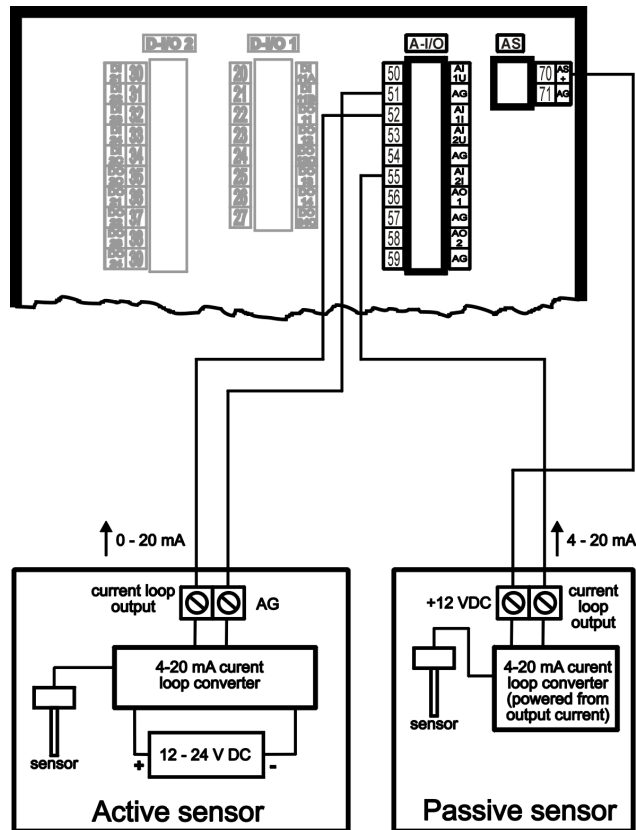 D-I/O 2
D-I/O 1
A-I/O
AS
30
31
32
33
34
35
36
37
38
39
20
21
22
23
24
25
26
27
50 AI 1U
51 AG
52 AI 1I
53 AI 2U
54 AG
55 AI 2I
56 AO 1
57 AG
58 AO 2
59 AG
70 AS +
71 AG
0 - 20 mA
current loop
output
AG
4-20 mA curent
loop converter
sensor
+ 12 - 24 V DC -
Active sensor
4 - 20 mA
+12 VDC
current
loop
output
4-20 mA curent
loop converter
(powered from
output current)
sensor
Passive sensor